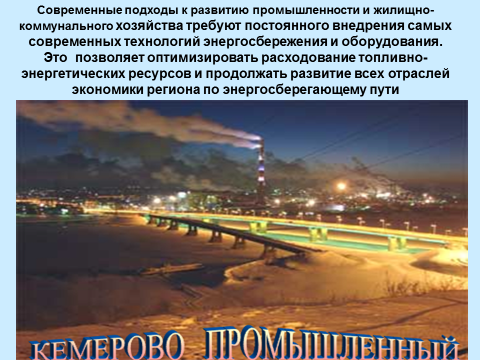 Современные подходы к развитию промышленности и жилищно-
коммунального хозяйства требуют постоянного внедрения самых
современных технологий энергосбережения и оборудования.
Это позволяет оптимизировать расходование топливно-
энергетических ресурсов и продолжать развитие всех отраслей
экономики региона по энергосберегающему пути
КЕМЕРОВО ПРОМЫШЛЕННЫЙ